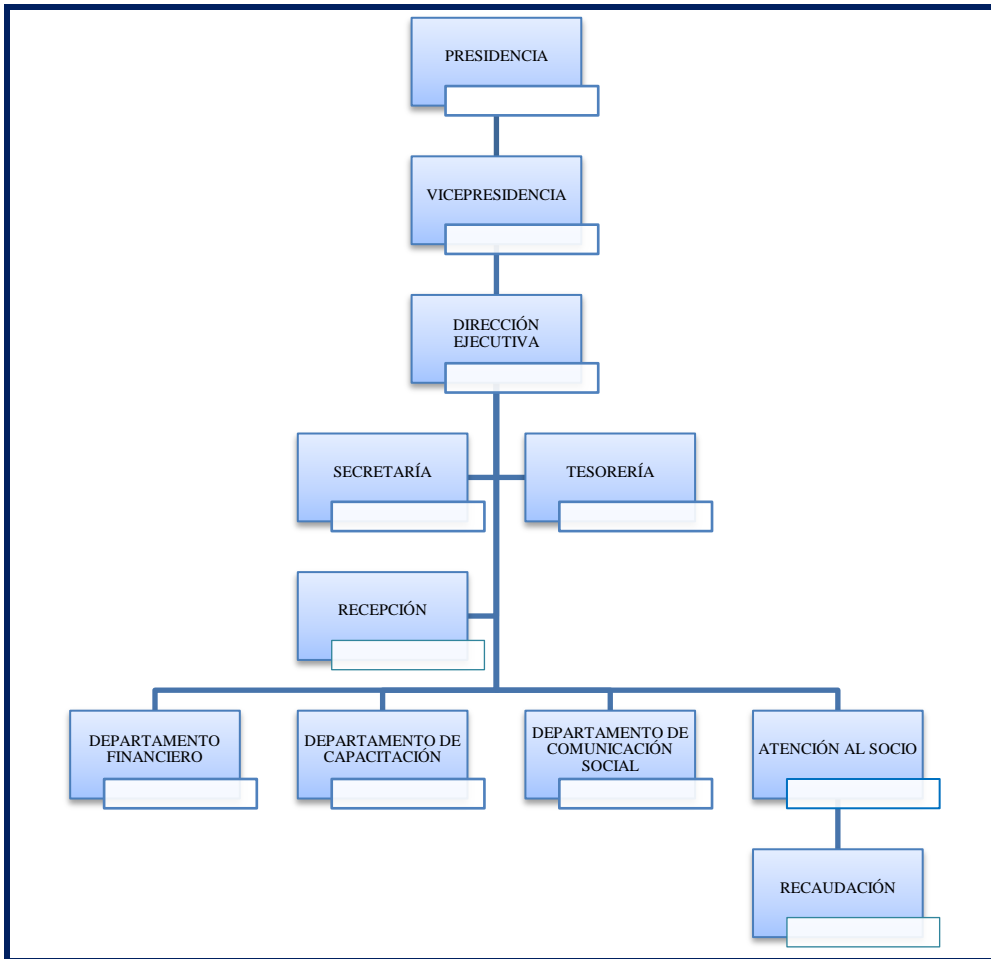 PRESIDENCIA
VICEPRESIDENCIA
DIRECCIÓN
EJECUTIVA
SECRETARÍA
TESORERÍA
RECEPCIÓN
DEPARTAMENTO
FINANCIERO
DEPARTAMENTO DE
CAPACITACIÓN
DEPARTAMENTO DE
COMUNICACIÓN
SOCIAL
ATENCIÓN AL SOCIO
RECAUDACIÓN